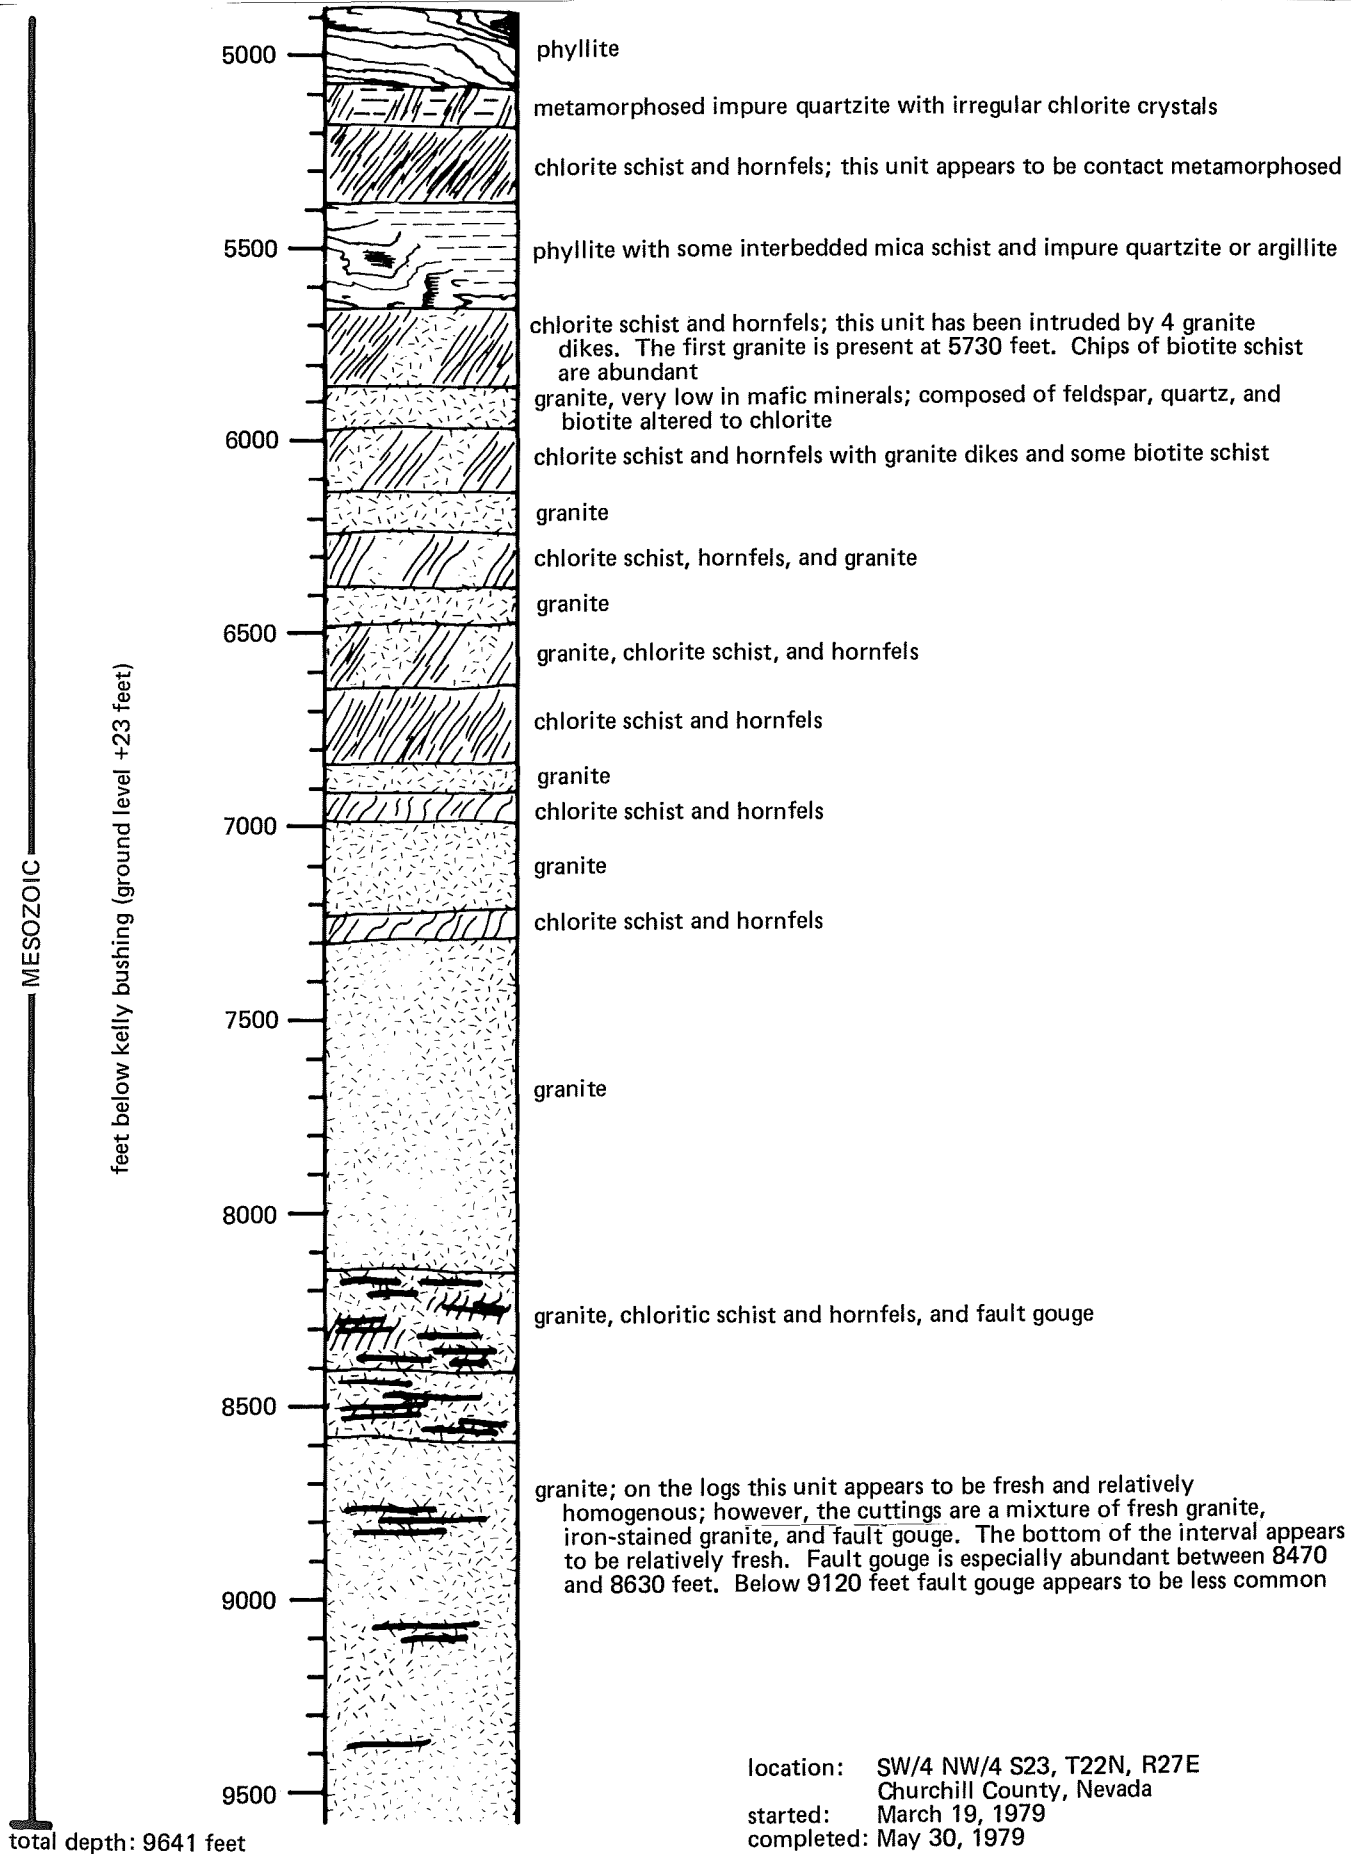 5000
phyllite
metamorphosed impure quartzite with irregular chlorite crystals
chlorite schist and hornfels; this unit appears to be contact metamorphosed
5500
phyllite with some interbedded mica schist and impure quartzite or argillite
chlorite schist and hornfels; this unit has been intruded by 4 granite
dikes. The first granite is present at 5730 feet. Chips of biotite schist
are abundant
granite, very low in mafic minerals; composed of feldspar, quartz, and
biotite altered to chlorite
6000
chlorite schist and hornfels with granite dikes and some biotite schist
granite
chlorite schist, hornfels, and granite
granite
6500
granite, chlorite schist, and hornfels
chlorite schist and hornfels
granite
chlorite schist and hornfels
7000
granite
MESOZOIC
feet below kelly bushing (ground level +23 feet)
chlorite schist and hornfels
7500
granite
8000
granite, chloritic schist and hornfels, and fault gouge
8500
granite; on the logs this unit appears to be fresh and relatively
homogenous; however, the cuttings are a mixture of fresh granite,
iron-stained granite, and fault gouge. The bottom of the interval appears
to be relatively fresh. Fault gouge is especially abundant between 8470
and 8630 feet. Below 9120 feet fault gouge appears to be less common
9000
9500
location: SW/4 NW/4 S23, T22N, R27E
Churchill County, Nevada
started: March 19, 1979
completed: May 30, 1979
total depth: 9641 feet